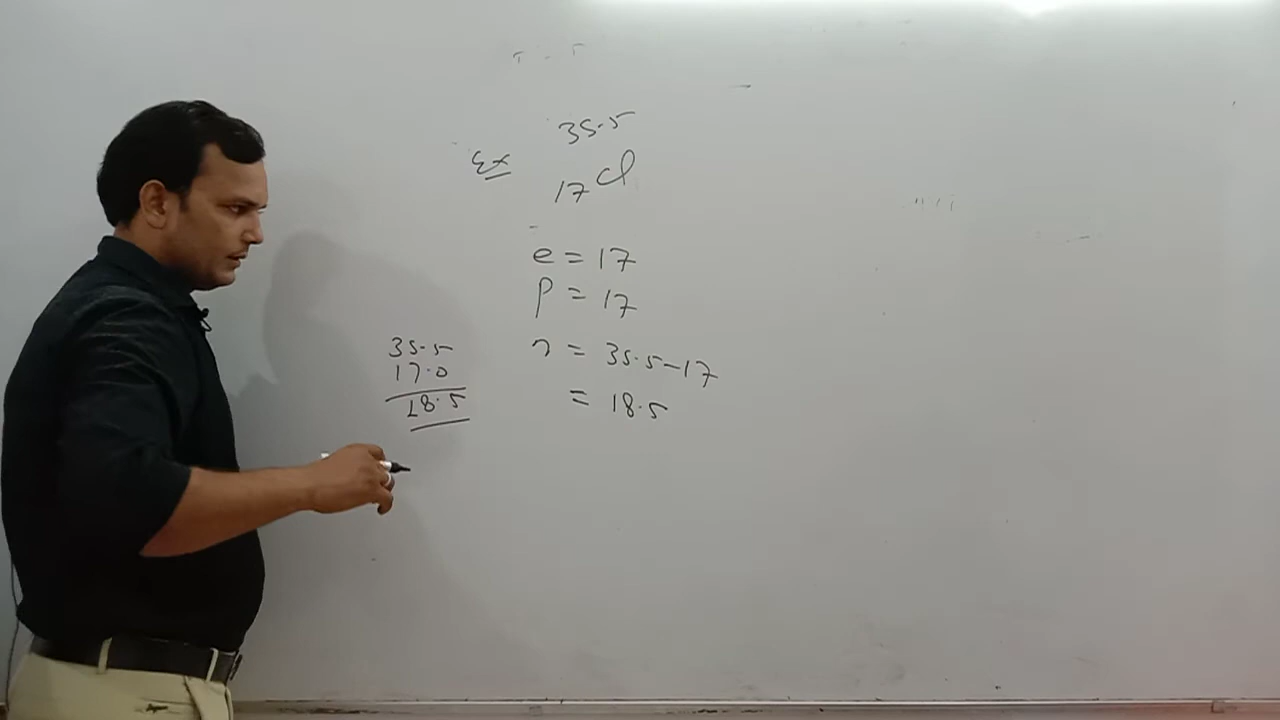 35.5
Ex
17 Cl
e = 17
p = 17
n = 35.5-17
= 18.5
35.5
17.0
18.5